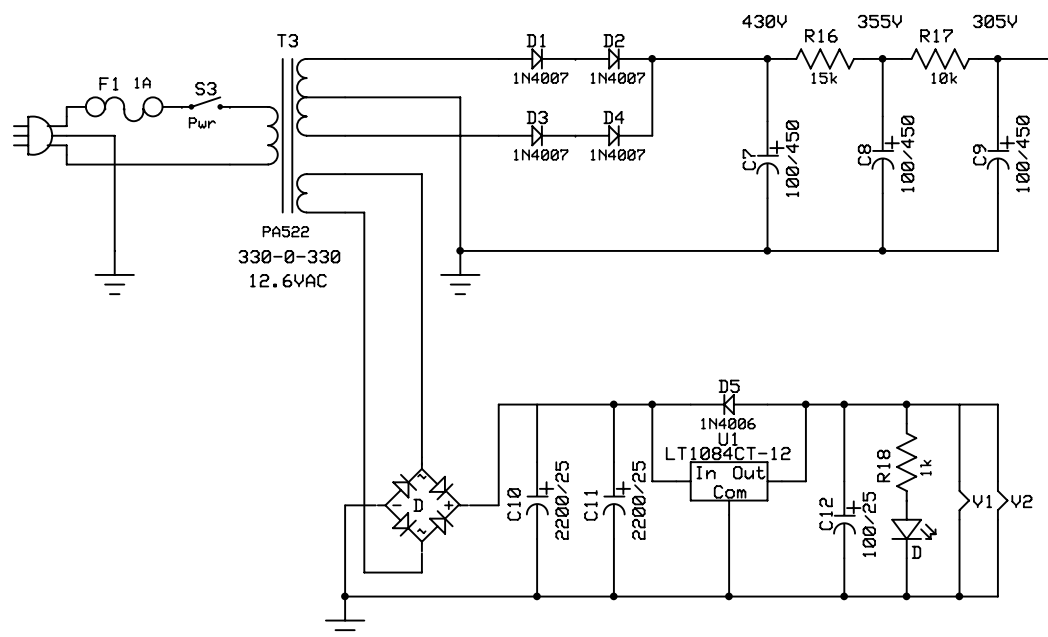 430V 355V 305V
T3 D1 D2 R16 R17
1N4007 1N4007 15k 10k
F1 1A S3
Pwr
D3 D4
1N4007 1N4007
C7 100/450 C8 100/450 C9 100/450
PA522
330-0-330
12.6VAC
D5
1N4006
U1
LT1084CT-12
In Out
Com
~
- D +
~
C10 2200/25 C11 2200/25
C12 100/25
R18 1k
D
V1 V2